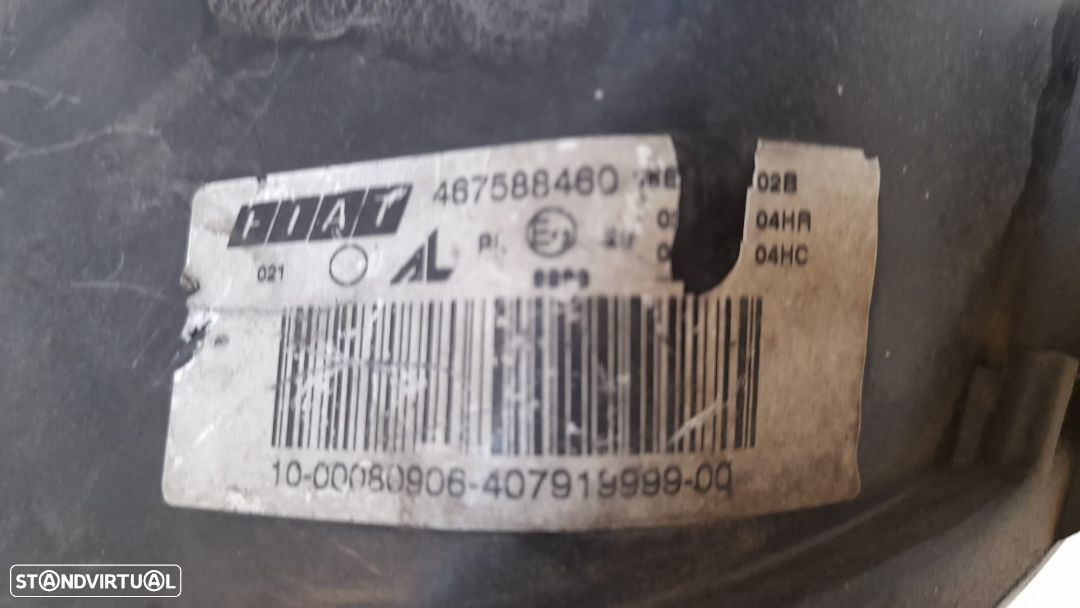 FIAT 467588460 02B
04HR
021 AL 04HC
10-00080906-407919999-00
STANDVIRTUAL